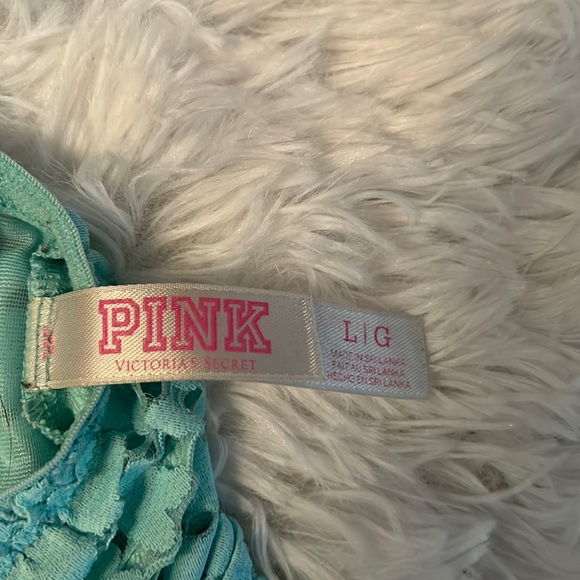 PINK
VICTORIA'S SECRET
L|G
MADE IN SRI LANKA
FAIT AU SRI LANKA
HECHO EN SRI LANKA